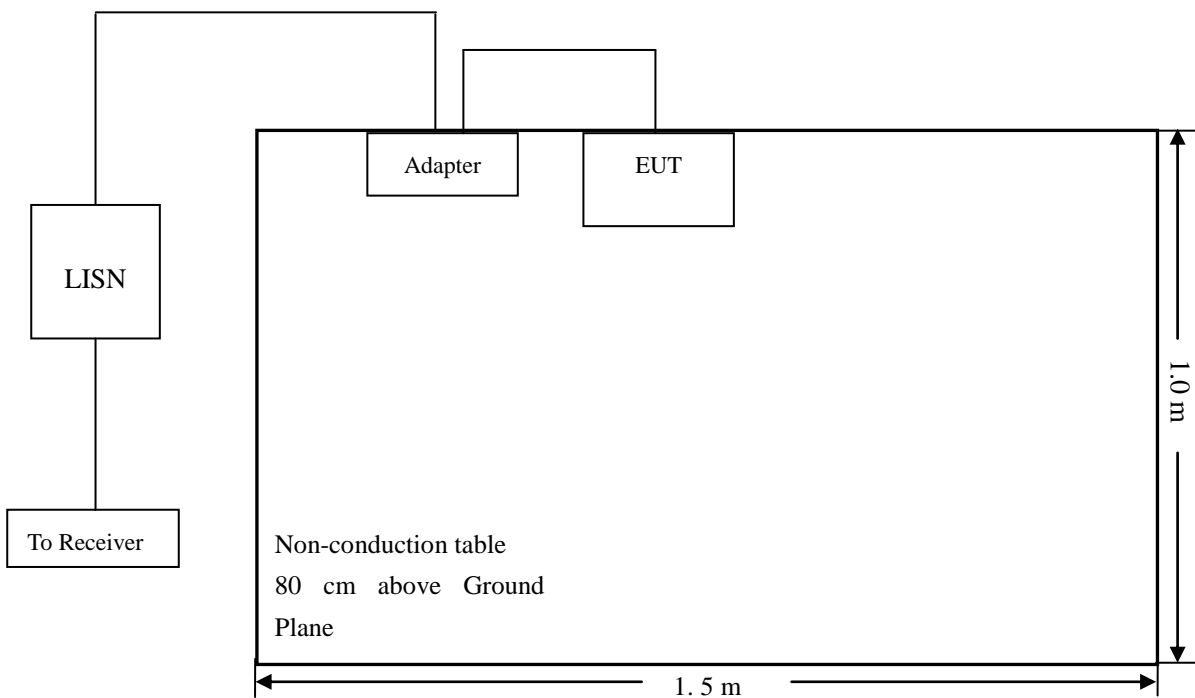 Adapter
EUT
LISN
1.0 m
To Receiver
Non-conduction table
80 cm above Ground
Plane
1. 5 m